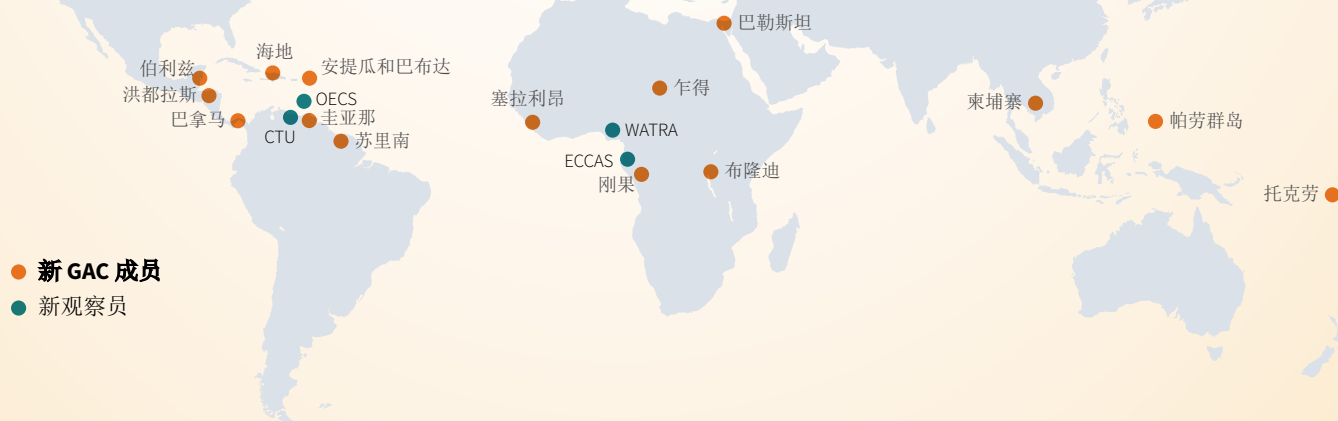 巴勒斯坦
海地
伯利兹
安提瓜和巴布达
洪都拉斯
OECS
巴拿马
圭亚那
CTU
苏里南
塞拉利昂
乍得
WATRA
ECCAS
刚果
布隆迪
柬埔寨
帕劳群岛
托克劳
新 GAC 成员
新观察员